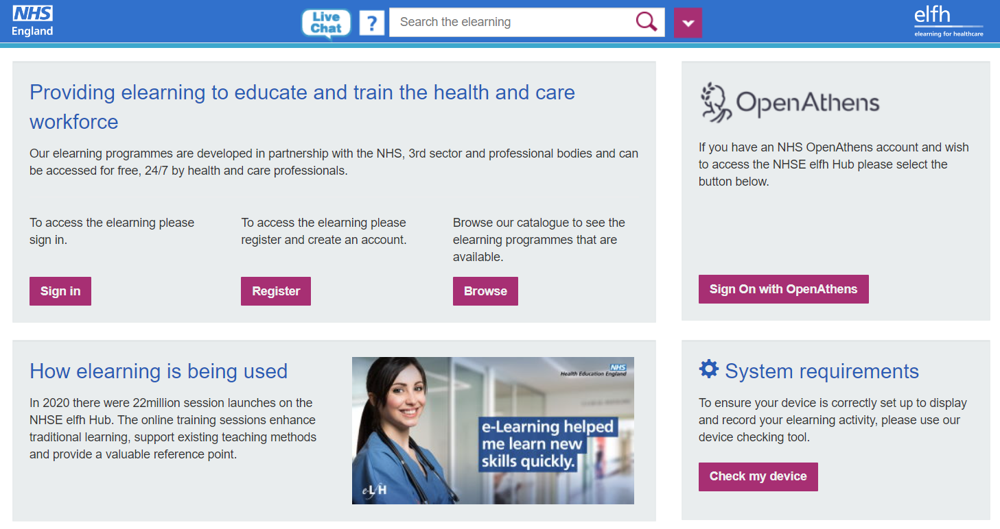 NHS
England
Live
Chat
?
Search the elearning
elfh
elearning for healthcare
Providing elearning to educate and train the health and care
workforce
Our elearning programmes are developed in partnership with the NHS, 3rd sector and professional bodies and can
be accessed for free, 24/7 by health and care professionals.
To access the elearning please
sign in.
Sign in
To access the elearning please
register and create an account.
Register
Browse our catalogue to see the
elearning programmes that are
available.
Browse
OpenAthens
If you have an NHS OpenAthens account and wish
to access the NHSE elfh Hub please select the
button below.
Sign On with OpenAthens
How elearning is being used
In 2020 there were 22million session launches on the
NHSE elfh Hub. The online training sessions enhance
traditional learning, support existing teaching methods
and provide a valuable reference point.
NHS
Health Education England
e-Learning helped
me learn new
skills quickly.
e-LfH
System requirements
To ensure your device is correctly set up to display
and record your elearning activity, please use our
device checking tool.
Check my device